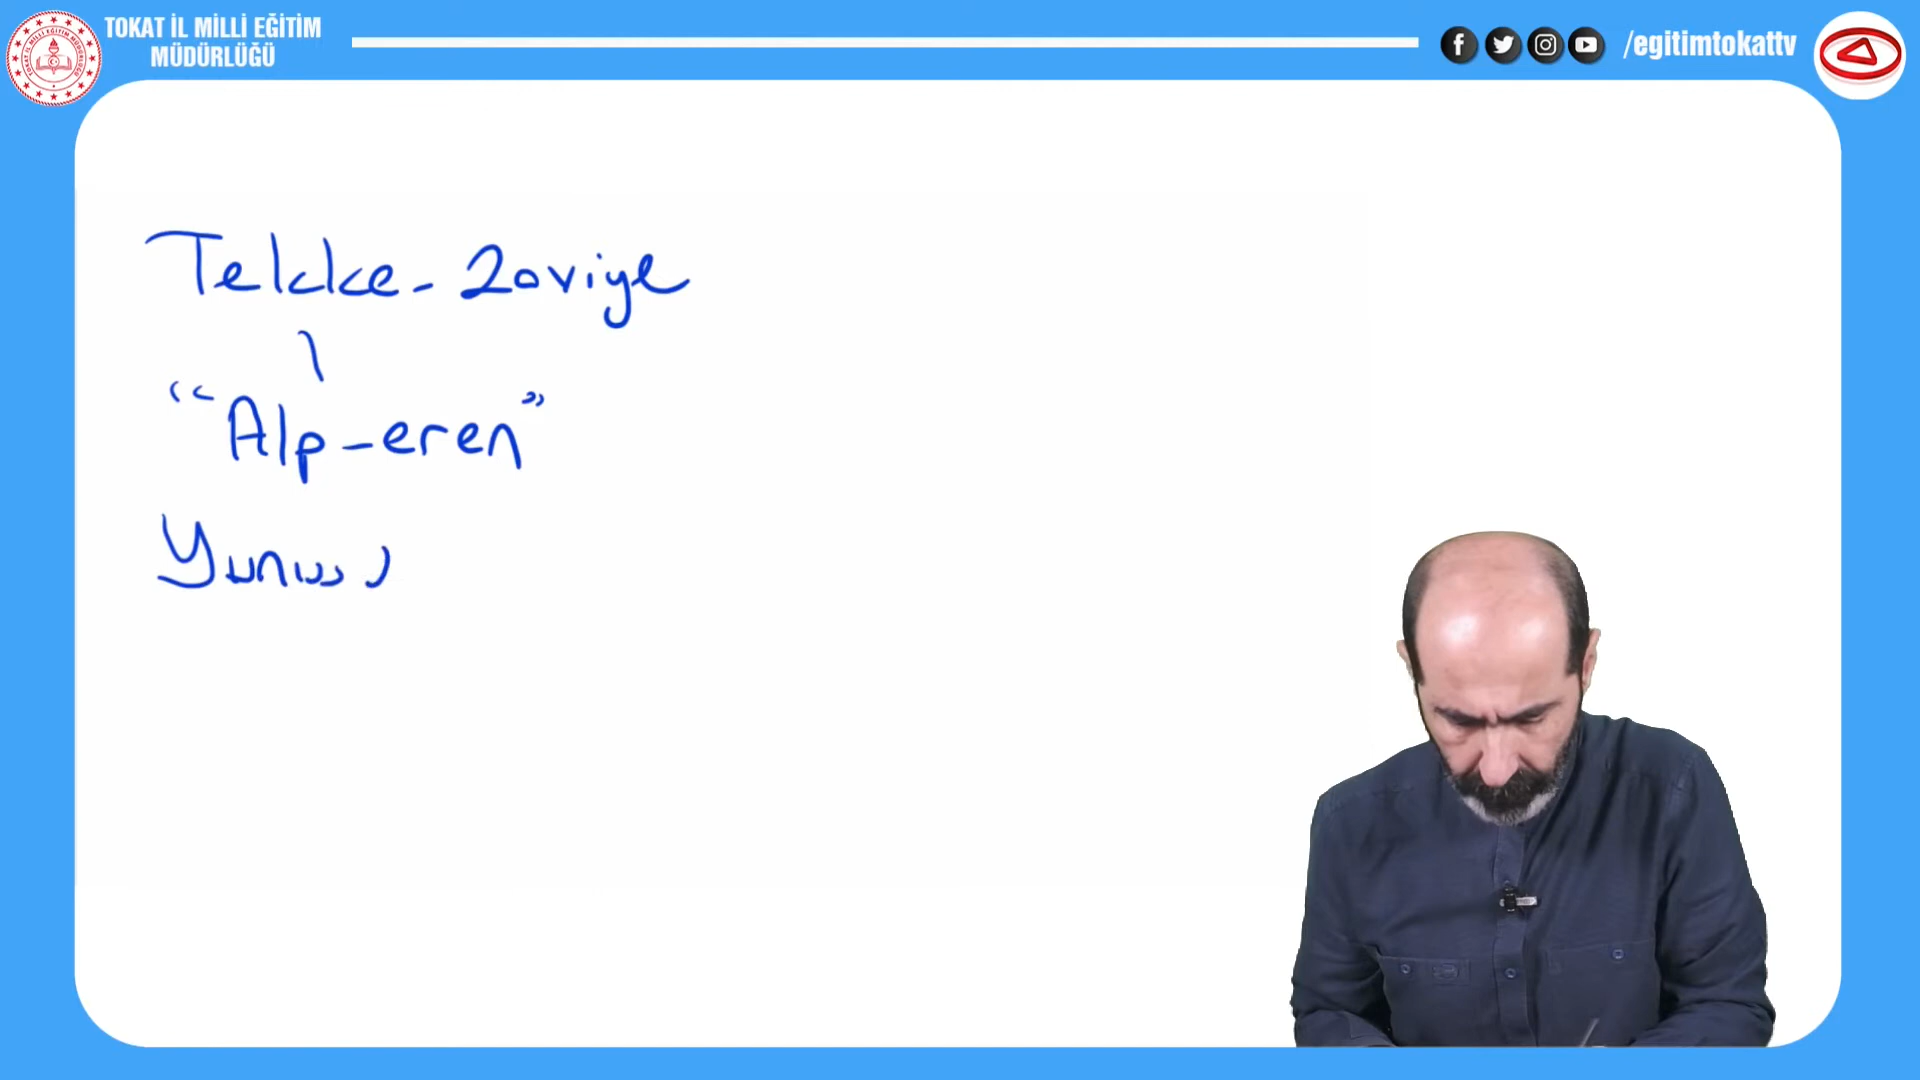 TOKAT İL MİLLİ EĞİTİM
MÜDÜRLÜĞÜ
/egitimtokattv
Tekke - Zaviye
"Alp-eren"
Yunus